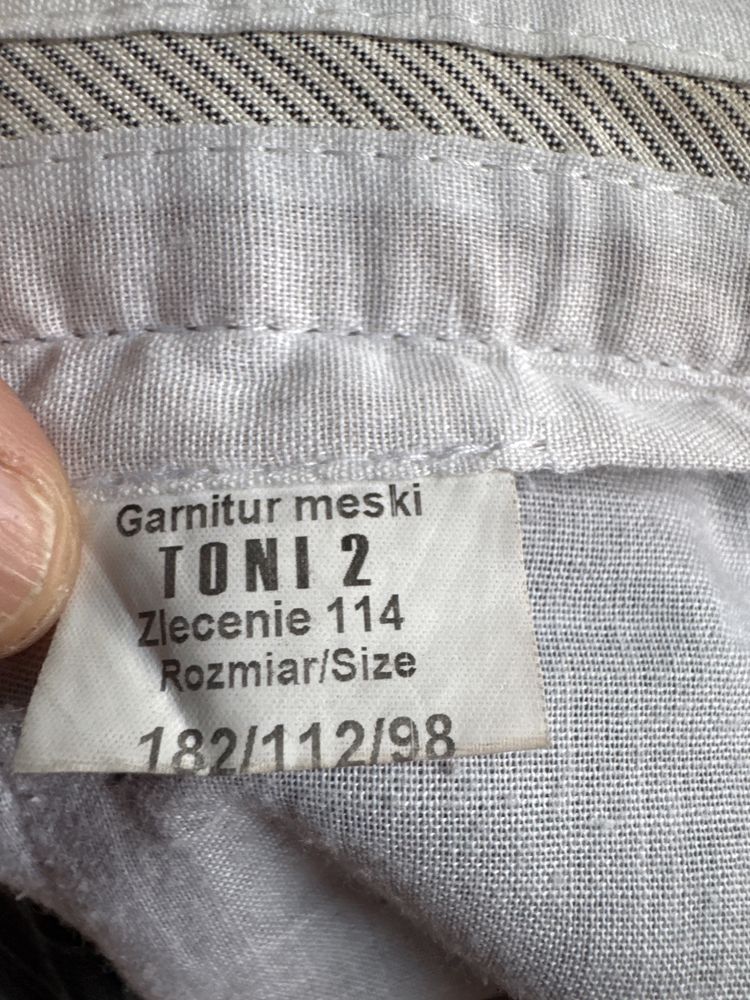 Garnitur meski
TONI 2
Zlecenie 114
Rozmiar/Size
182/112/98